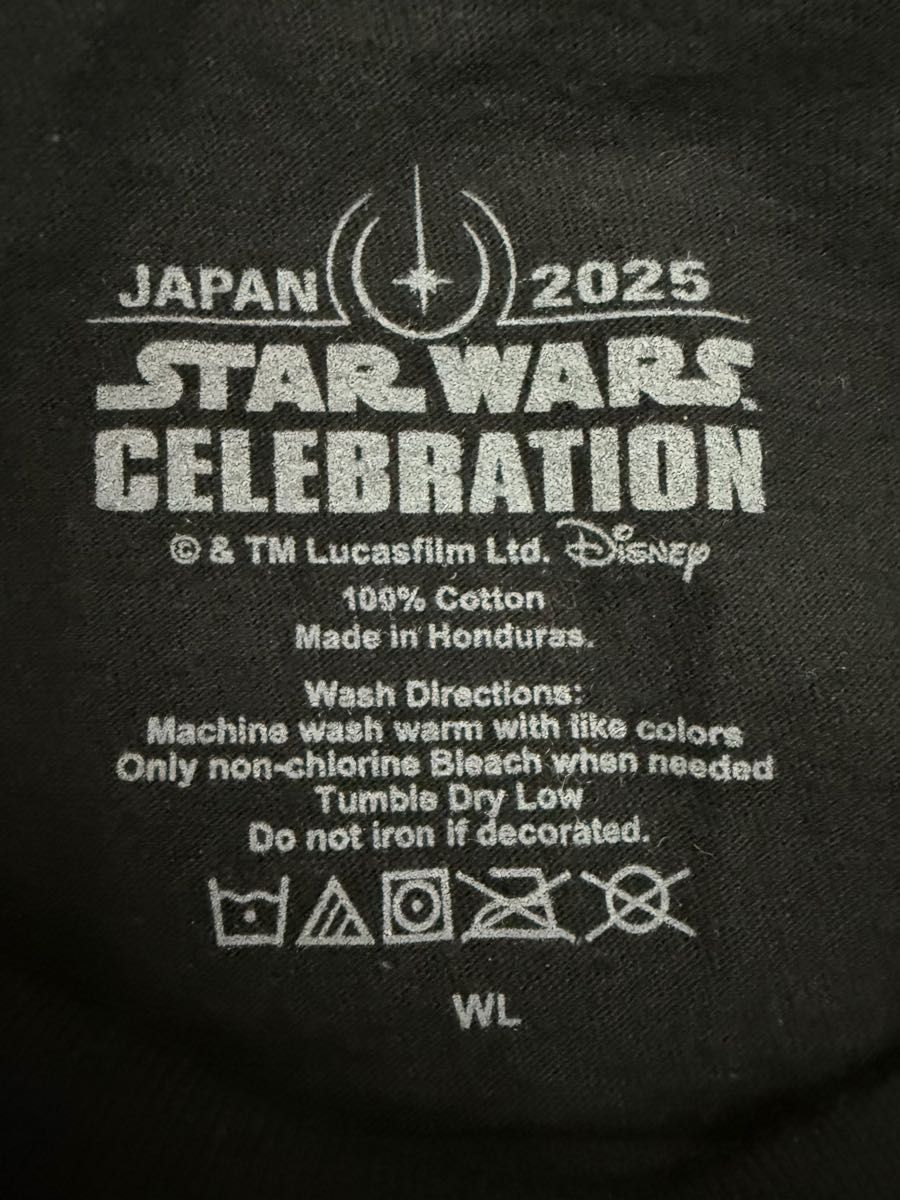 JAPAN 2025
STAR WARS
CELEBRATION
© & TM Lucasfilm Ltd. Disney
100% Cotton
Made in Honduras.
Wash Directions:
Machine wash warm with like colors
Only non-chlorine Bleach when needed
Tumble Dry Low
Do not iron if decorated.
WL